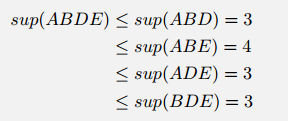 sup(ABDE) ≤ sup(ABD) = 3
≤ sup(ABE) = 4
≤ sup(ADE) = 3
≤ sup(BDE) = 3